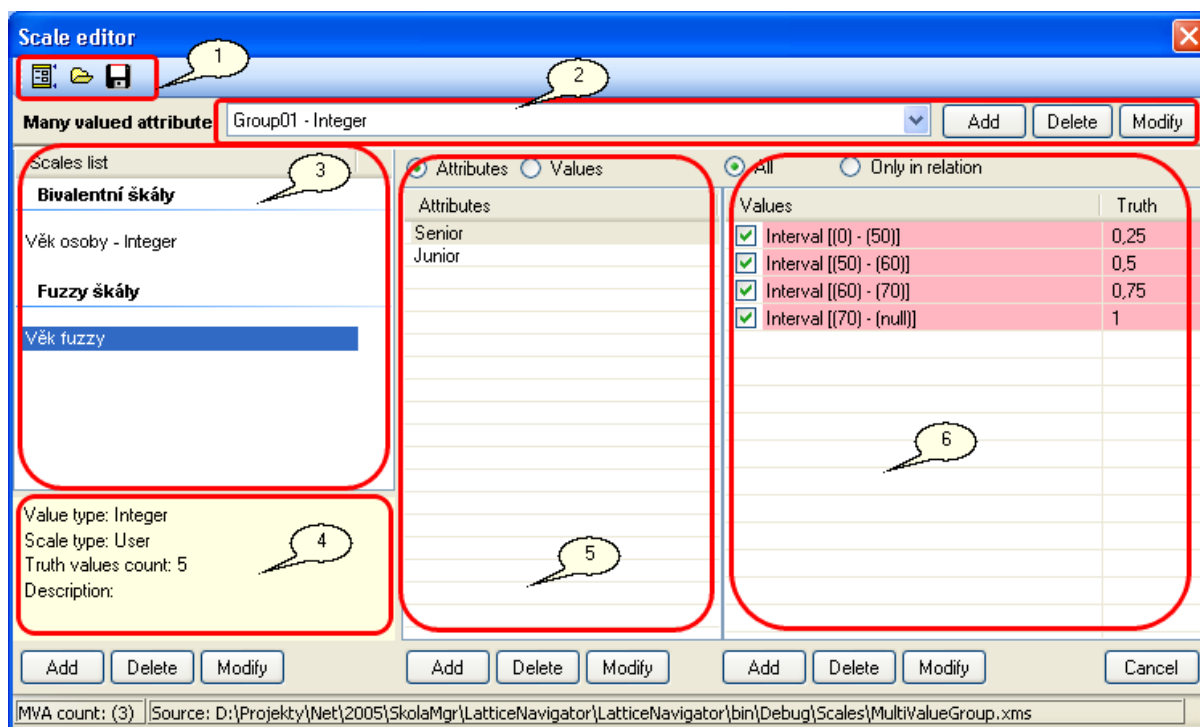 Scale editor
1
2
Many valued attribute Group01 - Integer Add Delete Modify
Scales list
3
Bivalentní škály
Věk osoby - Integer
Fuzzy škály
Věk fuzzy
Value type: Integer
Scale type: User
Truth values count: 5
Description:
4
Add Delete Modify
Attributes Values
Attributes
Senior
Junior
5
Add Delete Modify
All Only in relation
Values Truth
Interval [(0) - (50)] 0,25
Interval [(50) - (60)] 0,5
Interval [(60) - (70)] 0,75
Interval [(70) - (null)] 1
6
Add Delete Modify Cancel
MVA count: (3) Source: D:\Projekty\Net\2005\SkolaMgr\LatticeNavigator\LatticeNavigator\bin\Debug\Scales\MultiValueGroup.xms